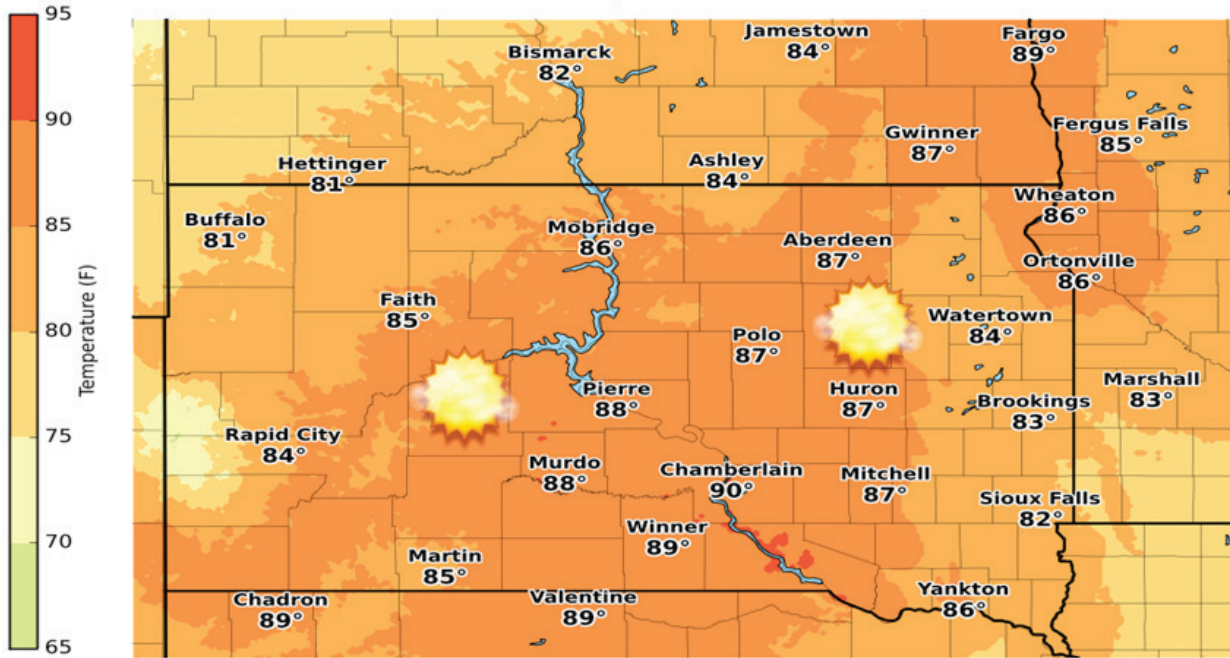 95
90
85
80
75
70
65
Temperature (F)
Bismarck
82°
Jamestown
84°
Fargo
89°
Gwinner
87°
Fergus Falls
85°
Hettinger
81°
Ashley
84°
Wheaton
86°
Buffalo
81°
Mobridge
86°
Aberdeen
87°
Ortonville
86°
Faith
85°
Polo
87°
Watertown
84°
Pierre
88°
Huron
87°
Brookings
83°
Marshall
83°
Rapid City
84°
Murdo
88°
Chamberlain
90°
Mitchell
87°
Sioux Falls
82°
Winner
89°
Martin
85°
Chadron
89°
Valentine
89°
Yankton
86°